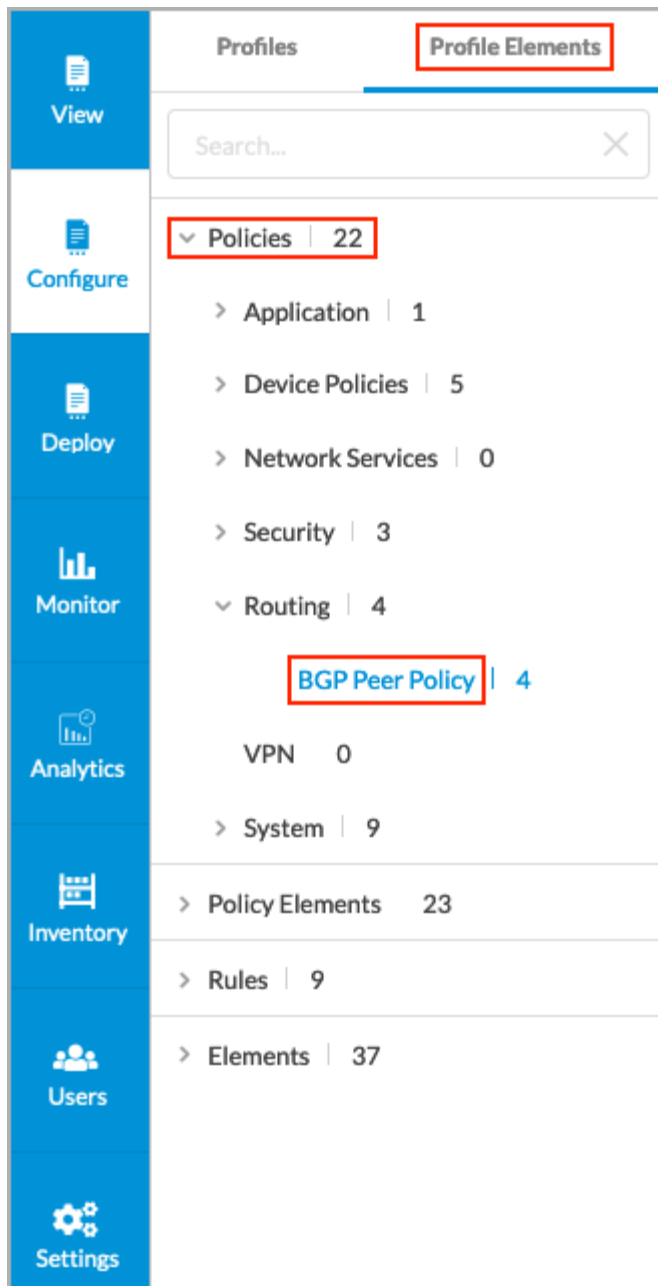 View
Configure
Deploy
Monitor
Analytics
Inventory
Users
Settings
Profiles
Profile Elements
Search...
Policies 22
Application 1
Device Policies 5
Network Services 0
Security 3
Routing 4
BGP Peer Policy 4
VPN 0
System 9
Policy Elements 23
Rules 9
Elements 37